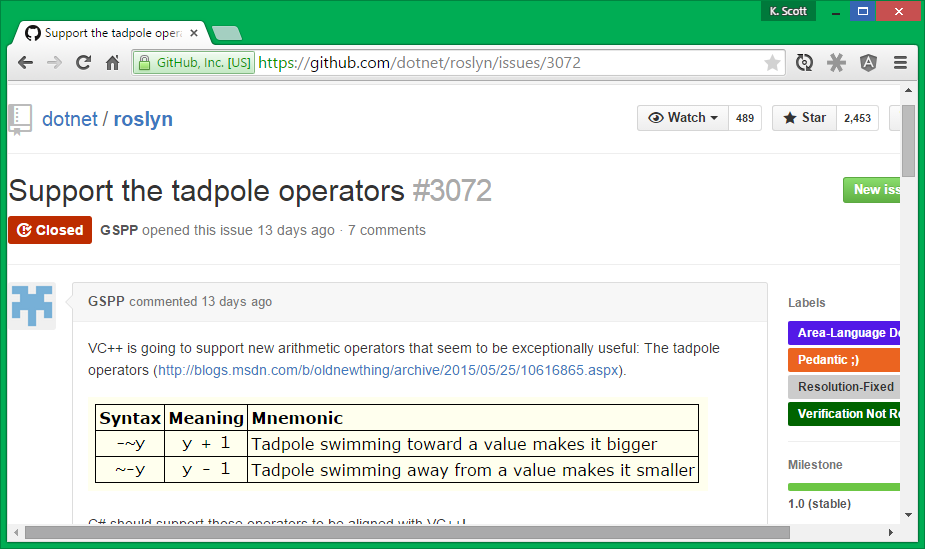 K. Scott
Support the tadpole opera
GitHub, Inc. [US] https://github.com/dotnet/roslyn/issues/3072
dotnet / roslyn
Watch 489
Star 2,453
Support the tadpole operators #3072
New iss
Closed GSPP opened this issue 13 days ago · 7 comments
GSPP commented 13 days ago
VC++ is going to support new arithmetic operators that seem to be exceptionally useful: The tadpole
operators (http://blogs.msdn.com/b/oldnewthing/archive/2015/05/25/10616865.aspx).
Syntax Meaning Mnemonic
-~y y + 1 Tadpole swimming toward a value makes it bigger
~-y y - 1 Tadpole swimming away from a value makes it smaller
C# should support those operators to be aligned with VC++!
Labels
Area-Language De
Pedantic ;)
Resolution-Fixed
Verification Not Re
Milestone
1.0 (stable)